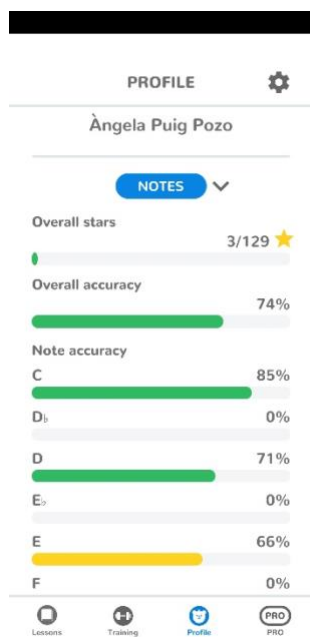 PROFILE
Àngela Puig Pozo
NOTES
Overall stars
3/129
Overall accuracy
74%
Note accuracy
C 85%
D♭ 0%
D 71%
E♭ 0%
E 66%
F 0%
Lessons Training Profile PRO PRO